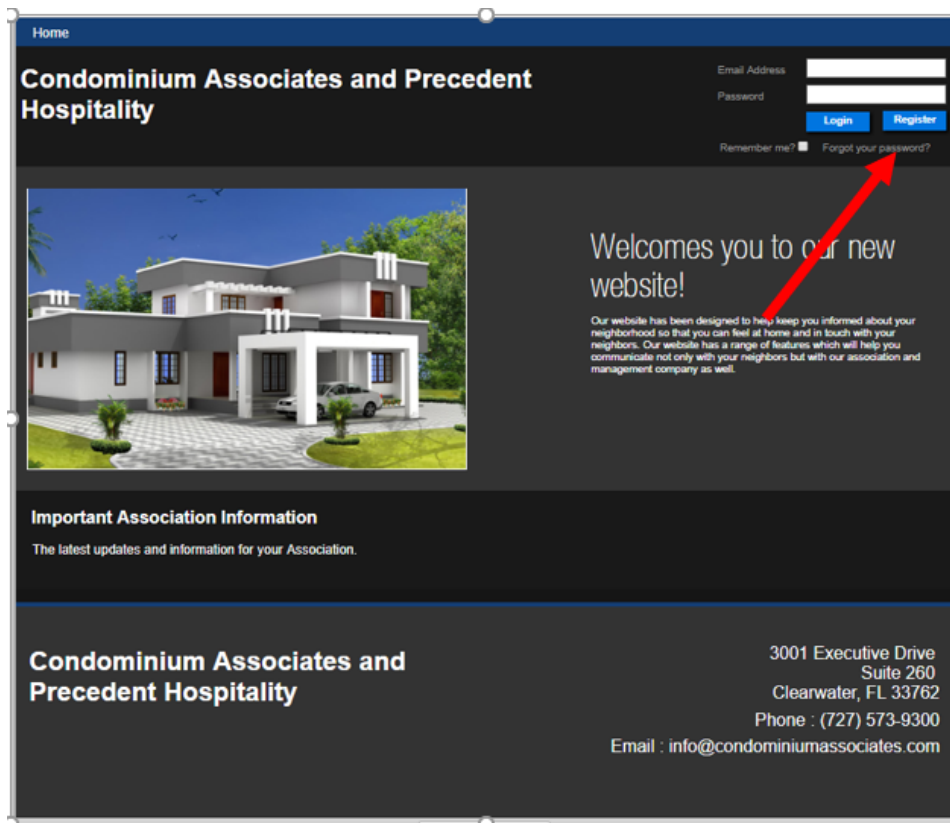 Home
Condominium Associates and Precedent
Hospitality
Email Address
Password
Login Register
Remember me? Forgot your password?
Welcomes you to our new
website!
Our website has been designed to help keep you informed about your
neighborhood so that you can feel at home and in touch with your
neighbors. Our website has a range of features which will help you
communicate not only with your neighbors but with our association and
management company as well.
Important Association Information
The latest updates and information for your Association.
Condominium Associates and
Precedent Hospitality
3001 Executive Drive
Suite 260
Clearwater, FL 33762
Phone : (727) 573-9300
Email : info@condominiumassociates.com